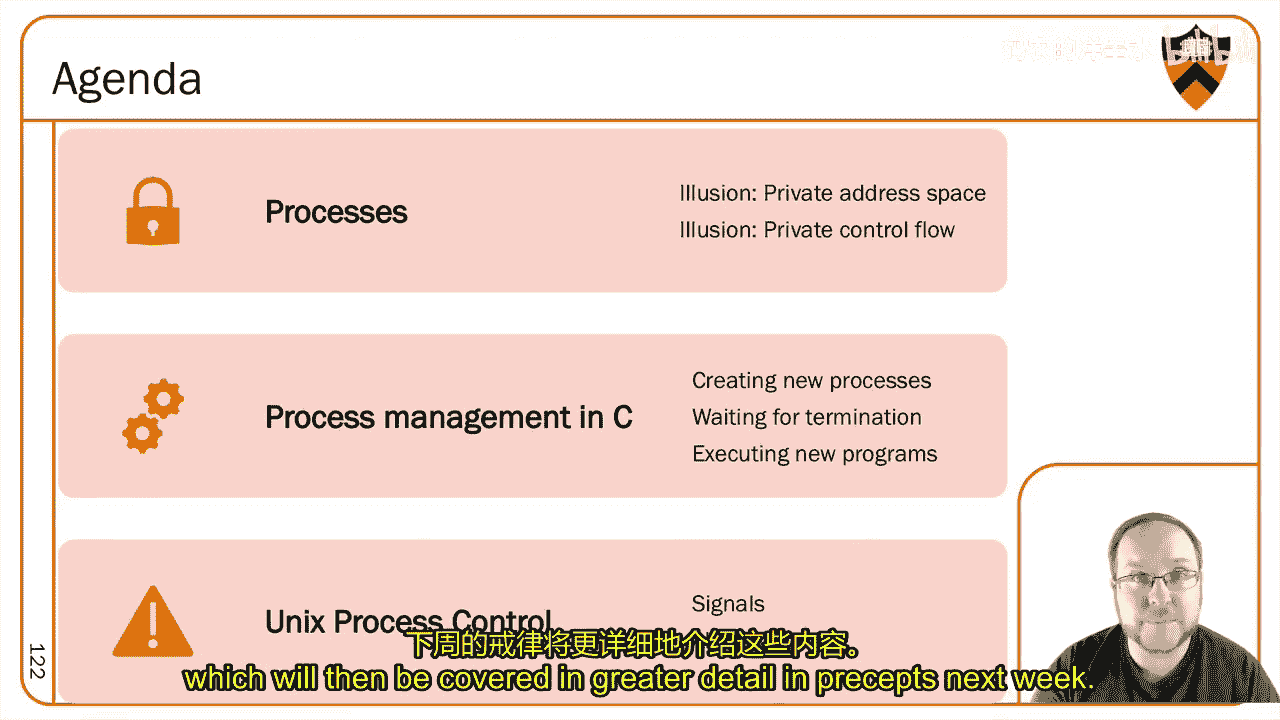 Agenda
Processes
Illusion: Private address space
Illusion: Private control flow
Process management in C
Creating new processes
Waiting for termination
Executing new programs
Unix Process Control
Signals
下周的戒律将更详细地介绍这些内容。
which will then be covered in greater detail in precepts next week.
122